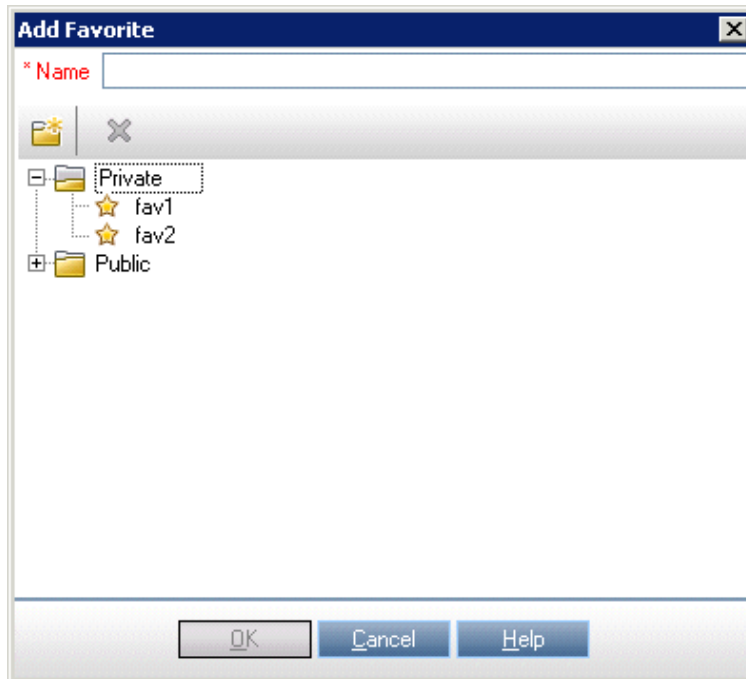 Add Favorite
* Name
Private
fav1
fav2
Public
OK Cancel Help